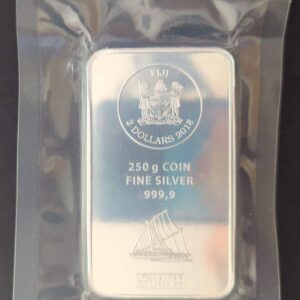 FIJI
2 DOLLARS 2018
250 g COIN
FINE SILVER
999,9